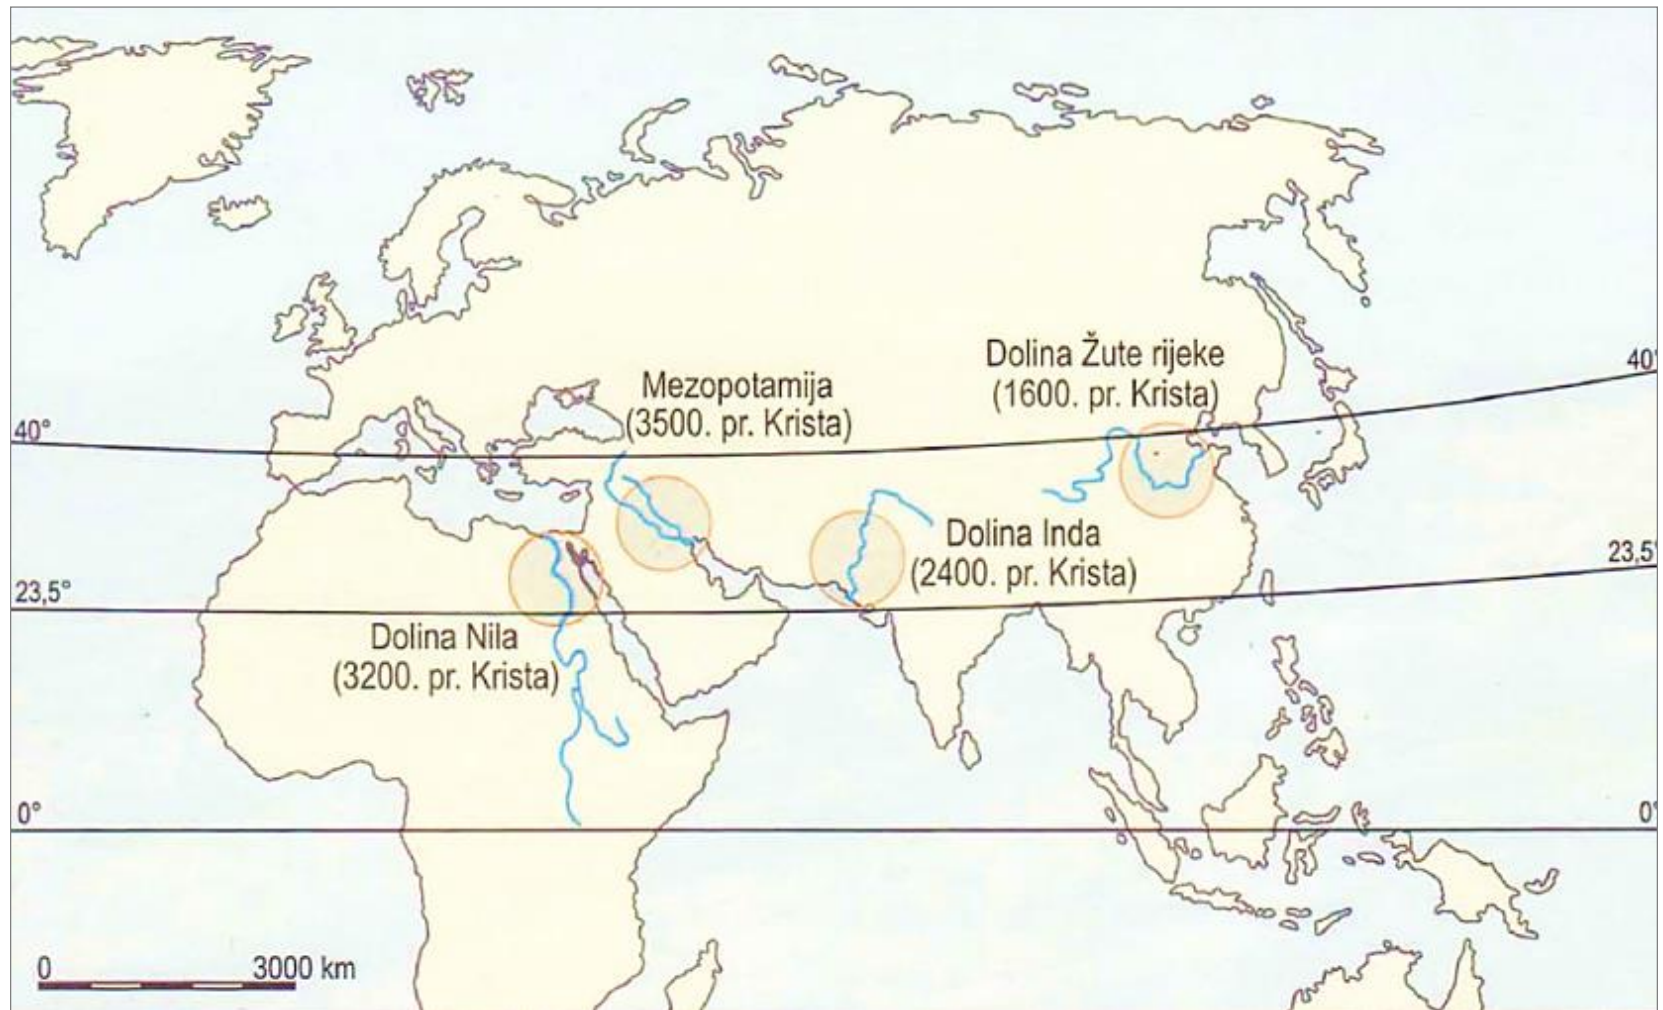 Dolina Žute rijeke
(1600. pr. Krista)
40°
Mezopotamija
(3500. pr. Krista)
40°
Dolina Inda
(2400. pr. Krista)
23,5°
23,5°
Dolina Nila
(3200. pr. Krista)
0°
0°
0 3000 km